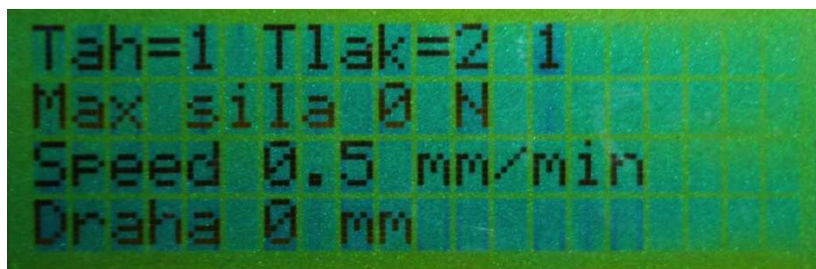 Tah=1 Tlak=2 1
Max sila 0 N
Speed 0.5 mm/min
Draha 0 mm